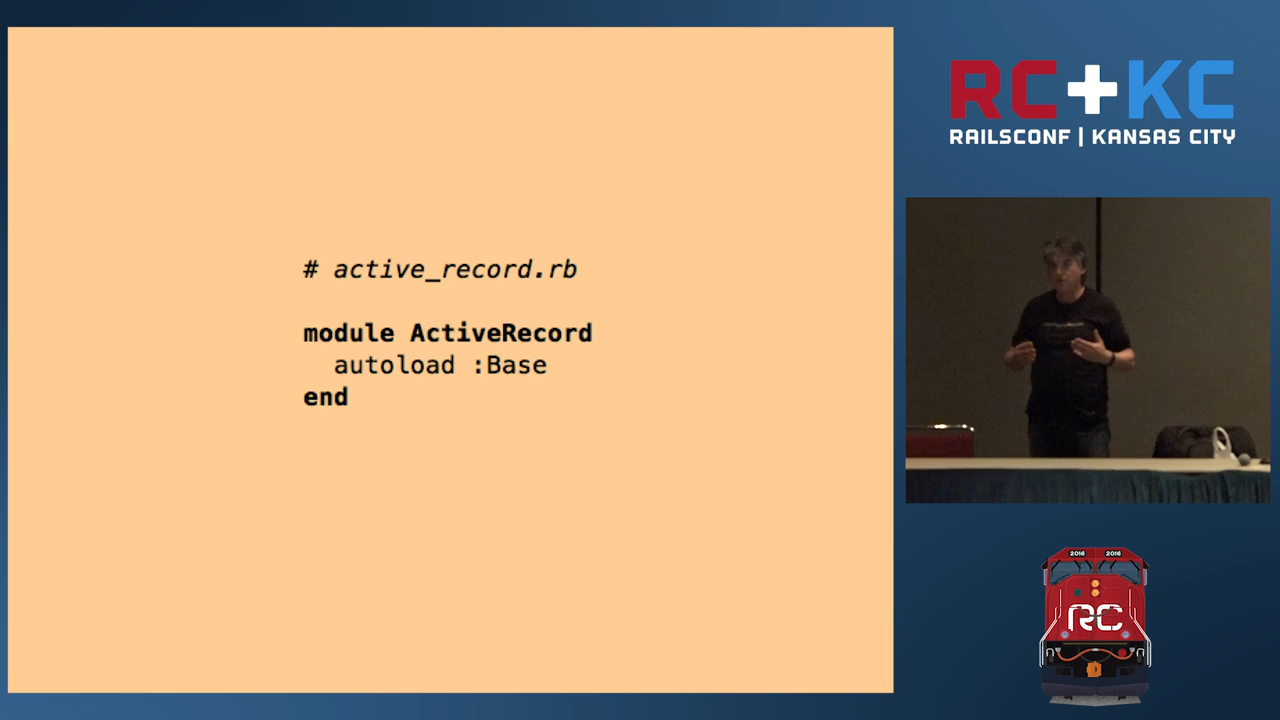 # active_record.rb
module ActiveRecord
  autoload :Base
end
RC+KC
RAILSCONF | KANSAS CITY
2016 2016
RC